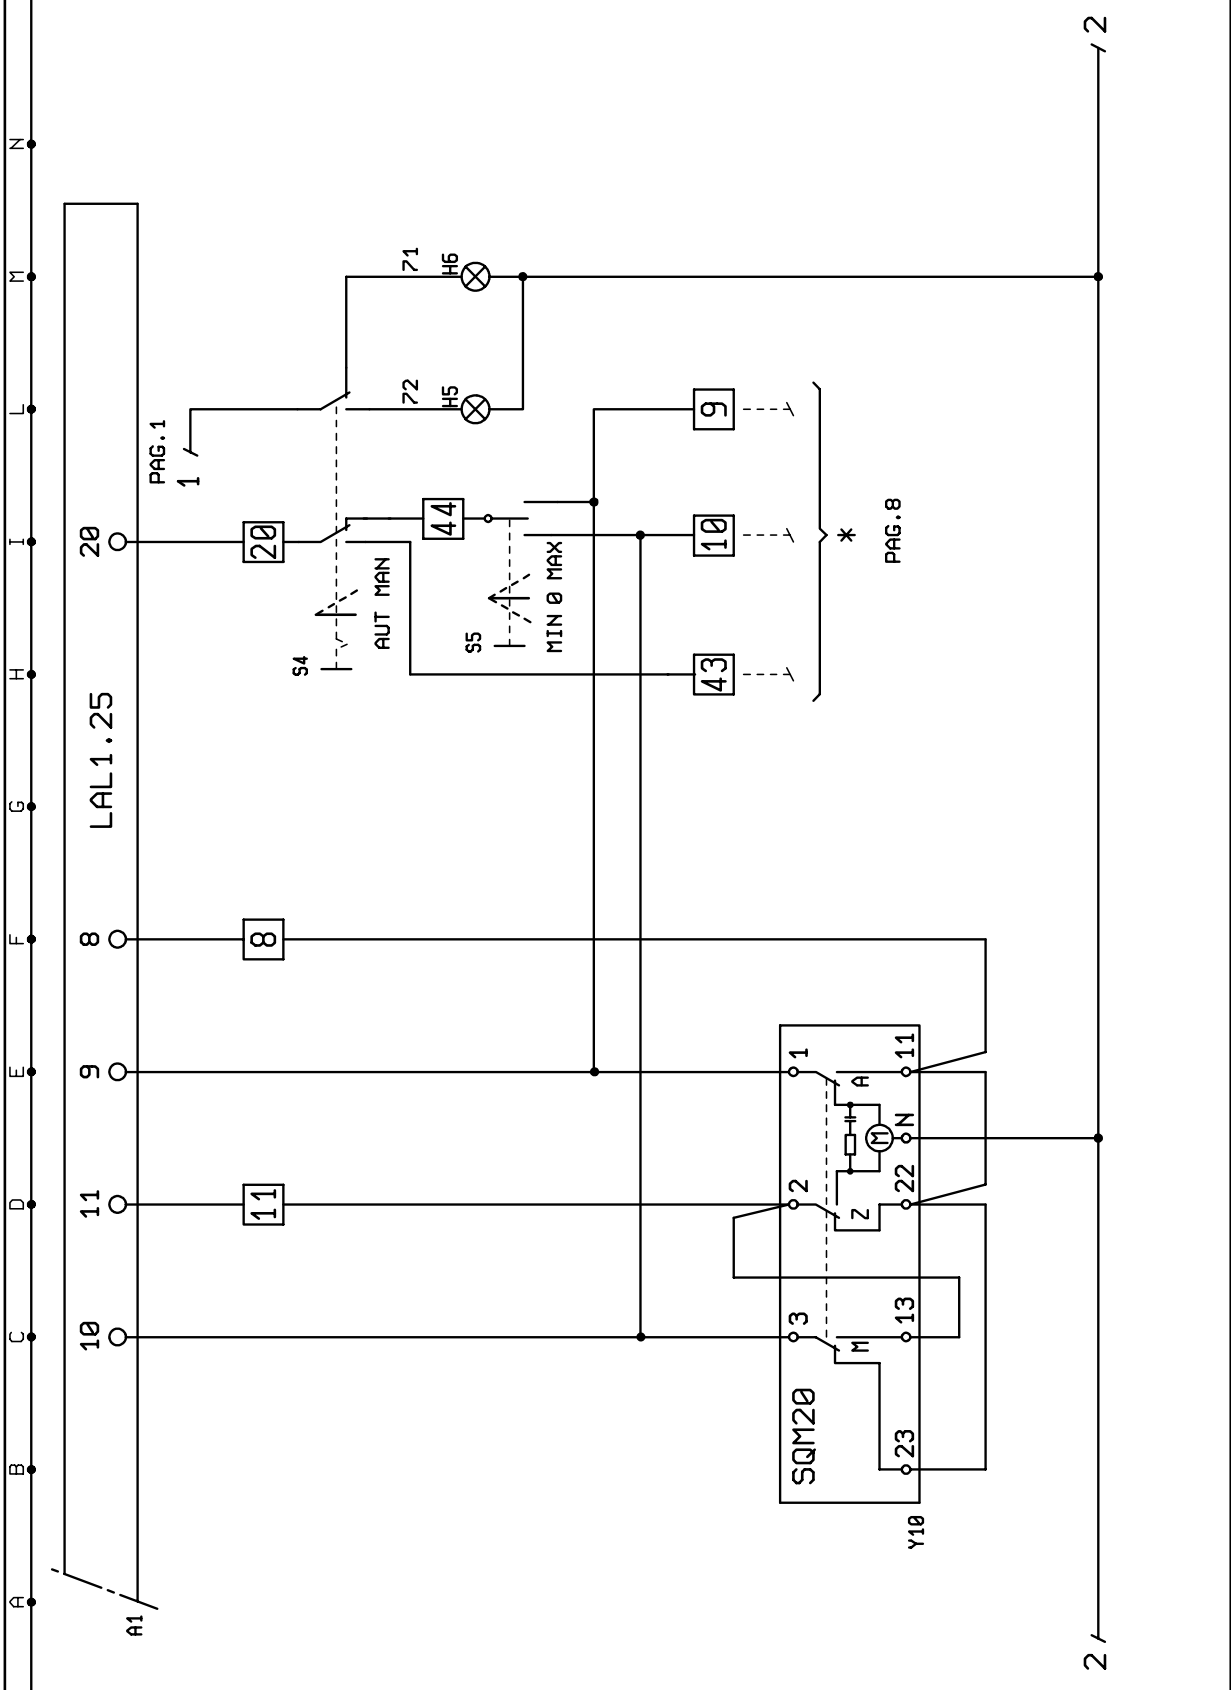 A B C D E F G H I L M N
10 11 9 8 LAL1.25 20
A1
PAG.1
1
11 8 20
S4
AUT MAN
71
72
44
H6
H5
S5
MIN 0 MAX
43 10 9
*
PAG.8
SQM20
3 2 1
M Z A
M
23 13 22 N 11
Y10
2 2